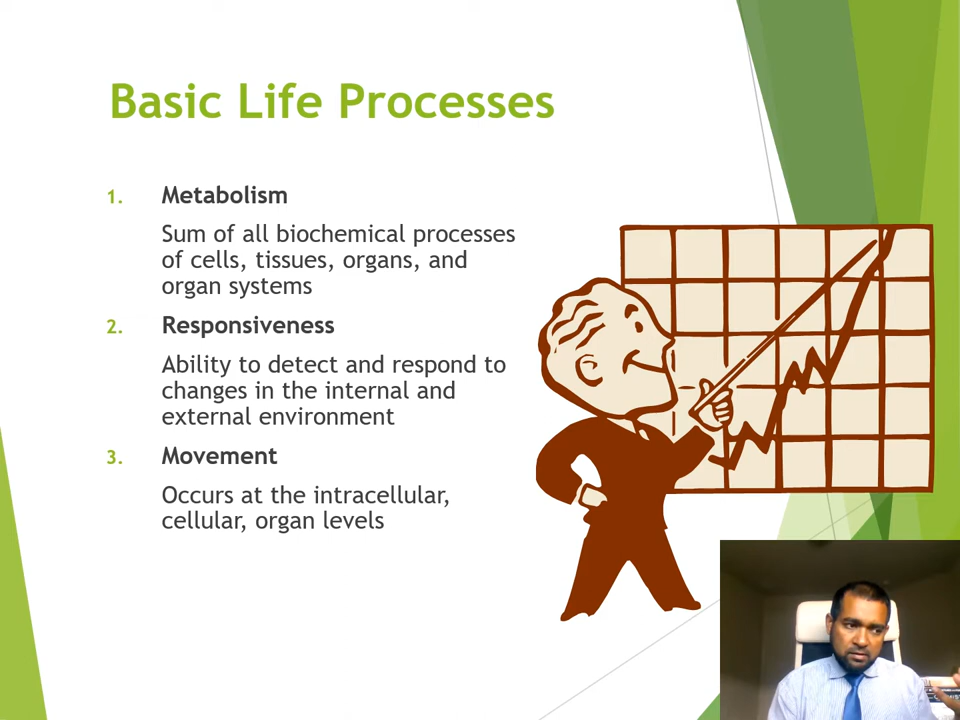 Basic Life Processes
1. Metabolism
Sum of all biochemical processes
of cells, tissues, organs, and
organ systems
2. Responsiveness
Ability to detect and respond to
changes in the internal and
external environment
3. Movement
Occurs at the intracellular,
cellular, organ levels